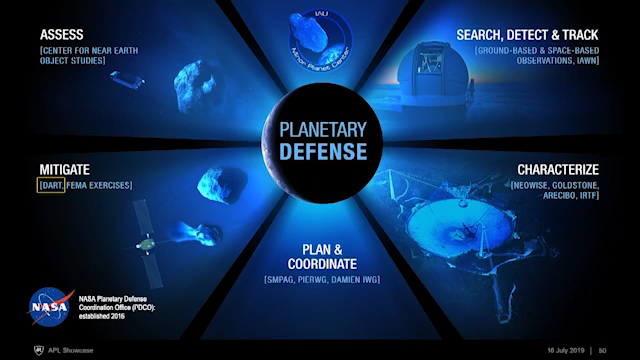 ASSESS
[CENTER FOR NEAR EARTH
OBJECT STUDIES]
IAU
Minor Planet Center
SEARCH, DETECT & TRACK
[GROUND-BASED & SPACE-BASED
OBSERVATIONS, IAWN]
PLANETARY
DEFENSE
MITIGATE
[DART, FEMA EXERCISES]
CHARACTERIZE
[NEOWISE, GOLDSTONE,
ARECIBO, IRTF]
PLAN &
COORDINATE
[SMPAG, PIERWG, DAMIEN IWG]
NASA
NASA Planetary Defense
Coordination Office (PDCO):
established 2016
APL Showcase
16 July 2019 | 50